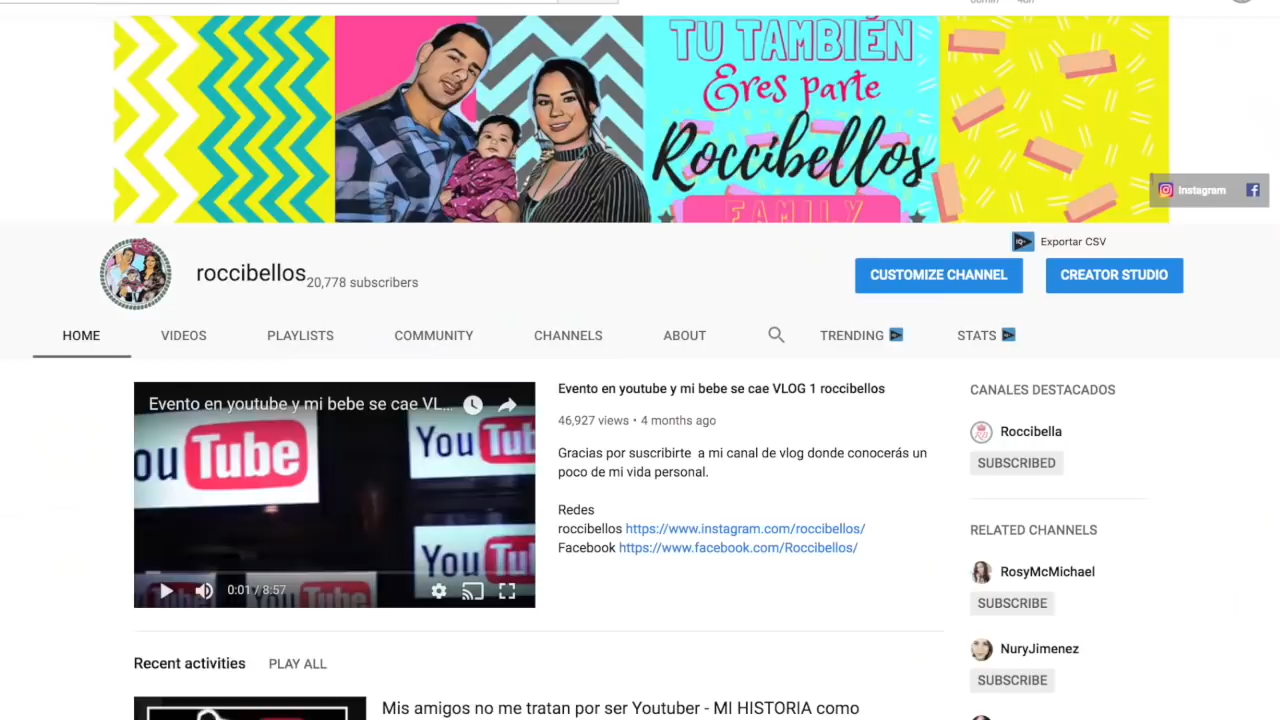 TU TAMBIÉN
Eres parte
Roccibellos
FAMILY
Instagram
Exportar CSV
roccibellos 20,778 subscribers
CUSTOMIZE CHANNEL
CREATOR STUDIO
HOME
VIDEOS
PLAYLISTS
COMMUNITY
CHANNELS
ABOUT
TRENDING
STATS
Evento en youtube y mi bebe se cae VL...
YouTube
0:01 / 8:57
Evento en youtube y mi bebe se cae VLOG 1 roccibellos
46,927 views • 4 months ago
Gracias por suscribirte a mi canal de vlog donde conocerás un
poco de mi vida personal.
Redes
roccibellos https://www.instagram.com/roccibellos/
Facebook https://www.facebook.com/Roccibellos/
CANALES DESTACADOS
Roccibella
SUBSCRIBED
RELATED CHANNELS
RosyMcMichael
SUBSCRIBE
NuryJimenez
SUBSCRIBE
Recent activities
PLAY ALL
Mis amigos no me tratan por ser Youtuber - MI HISTORIA como